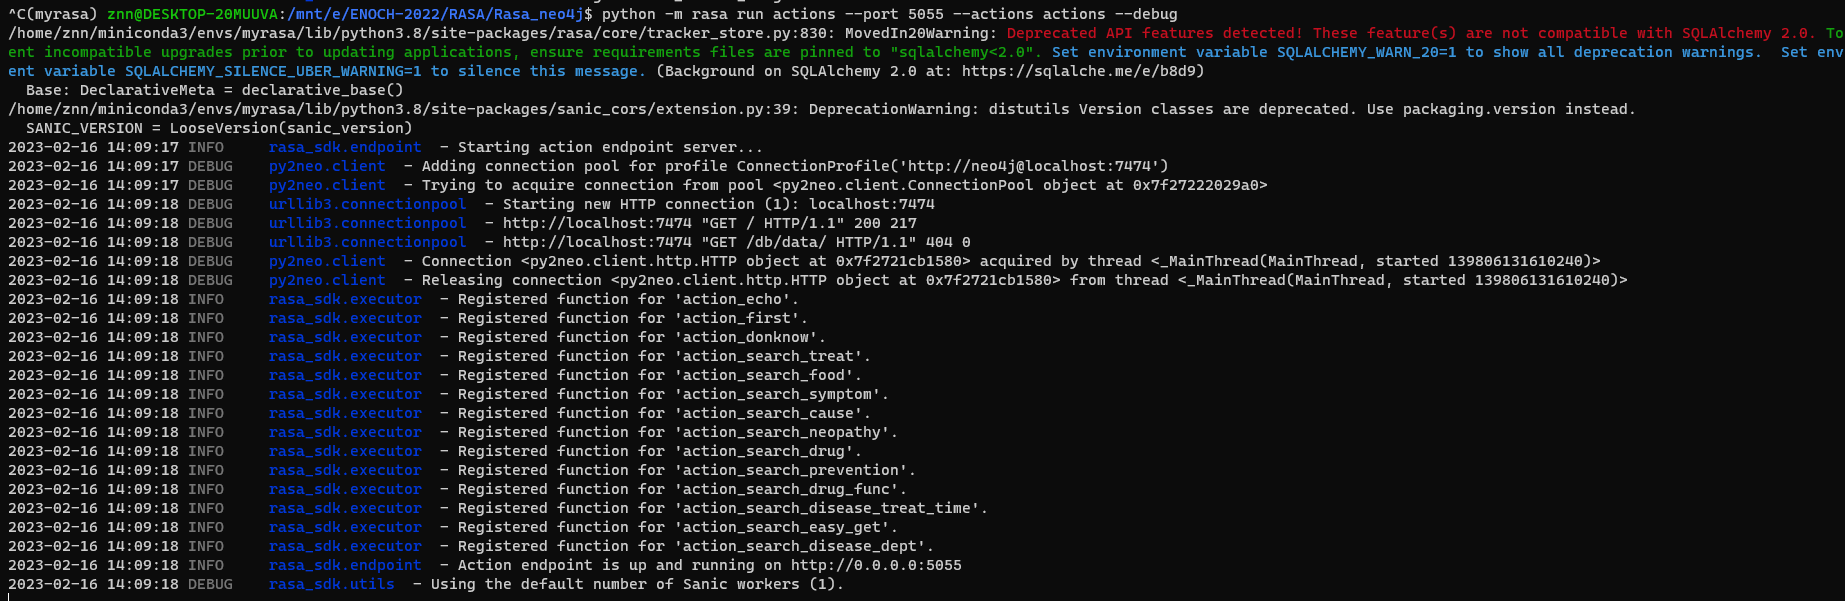 ^C(myrasa) znn@DESKTOP-20MUUVA:/mnt/e/ENOCH-2022/RASA/Rasa_neo4j$ python -m rasa run actions --port 5055 --actions actions --debug
/home/znn/miniconda3/envs/myrasa/lib/python3.8/site-packages/rasa/core/tracker_store.py:830: MovedIn20Warning: Deprecated API features detected! These feature(s) are not compatible with SQLAlchemy 2.0. To
ent incompatible upgrades prior to updating applications, ensure requirements files are pinned to "sqlalchemy<2.0". Set environment variable SQLALCHEMY_WARN_20=1 to show all deprecation warnings.  Set env
ent variable SQLALCHEMY_SILENCE_UBER_WARNING=1 to silence this message. (Background on SQLAlchemy 2.0 at: https://sqlalche.me/e/b8d9)
  Base: DeclarativeMeta = declarative_base()
/home/znn/miniconda3/envs/myrasa/lib/python3.8/site-packages/sanic_cors/extension.py:39: DeprecationWarning: distutils Version classes are deprecated. Use packaging.version instead.
  SANIC_VERSION = LooseVersion(sanic_version)
2023-02-16 14:09:17 INFO     rasa_sdk.endpoint  - Starting action endpoint server...
2023-02-16 14:09:17 DEBUG    py2neo.client  - Adding connection pool for profile ConnectionProfile('http://neo4j@localhost:7474')
2023-02-16 14:09:17 DEBUG    py2neo.client  - Trying to acquire connection from pool <py2neo.client.ConnectionPool object at 0x7f27222029a0>
2023-02-16 14:09:18 DEBUG    urllib3.connectionpool  - Starting new HTTP connection (1): localhost:7474
2023-02-16 14:09:18 DEBUG    urllib3.connectionpool  - http://localhost:7474 "GET / HTTP/1.1" 200 217
2023-02-16 14:09:18 DEBUG    urllib3.connectionpool  - http://localhost:7474 "GET /db/data/ HTTP/1.1" 404 0
2023-02-16 14:09:18 DEBUG    py2neo.client  - Connection <py2neo.client.http.HTTP object at 0x7f2721cb1580> acquired by thread <_MainThread(MainThread, started 139806131610240)>
2023-02-16 14:09:18 DEBUG    py2neo.client  - Releasing connection <py2neo.client.http.HTTP object at 0x7f2721cb1580> from thread <_MainThread(MainThread, started 139806131610240)>
2023-02-16 14:09:18 INFO     rasa_sdk.executor  - Registered function for 'action_echo'.
2023-02-16 14:09:18 INFO     rasa_sdk.executor  - Registered function for 'action_first'.
2023-02-16 14:09:18 INFO     rasa_sdk.executor  - Registered function for 'action_donknow'.
2023-02-16 14:09:18 INFO     rasa_sdk.executor  - Registered function for 'action_search_treat'.
2023-02-16 14:09:18 INFO     rasa_sdk.executor  - Registered function for 'action_search_food'.
2023-02-16 14:09:18 INFO     rasa_sdk.executor  - Registered function for 'action_search_symptom'.
2023-02-16 14:09:18 INFO     rasa_sdk.executor  - Registered function for 'action_search_cause'.
2023-02-16 14:09:18 INFO     rasa_sdk.executor  - Registered function for 'action_search_neopathy'.
2023-02-16 14:09:18 INFO     rasa_sdk.executor  - Registered function for 'action_search_drug'.
2023-02-16 14:09:18 INFO     rasa_sdk.executor  - Registered function for 'action_search_prevention'.
2023-02-16 14:09:18 INFO     rasa_sdk.executor  - Registered function for 'action_search_drug_func'.
2023-02-16 14:09:18 INFO     rasa_sdk.executor  - Registered function for 'action_search_disease_treat_time'.
2023-02-16 14:09:18 INFO     rasa_sdk.executor  - Registered function for 'action_search_easy_get'.
2023-02-16 14:09:18 INFO     rasa_sdk.executor  - Registered function for 'action_search_disease_dept'.
2023-02-16 14:09:18 INFO     rasa_sdk.endpoint  - Action endpoint is up and running on http://0.0.0.0:5055
2023-02-16 14:09:18 DEBUG    rasa_sdk.utils  - Using the default number of Sanic workers (1).